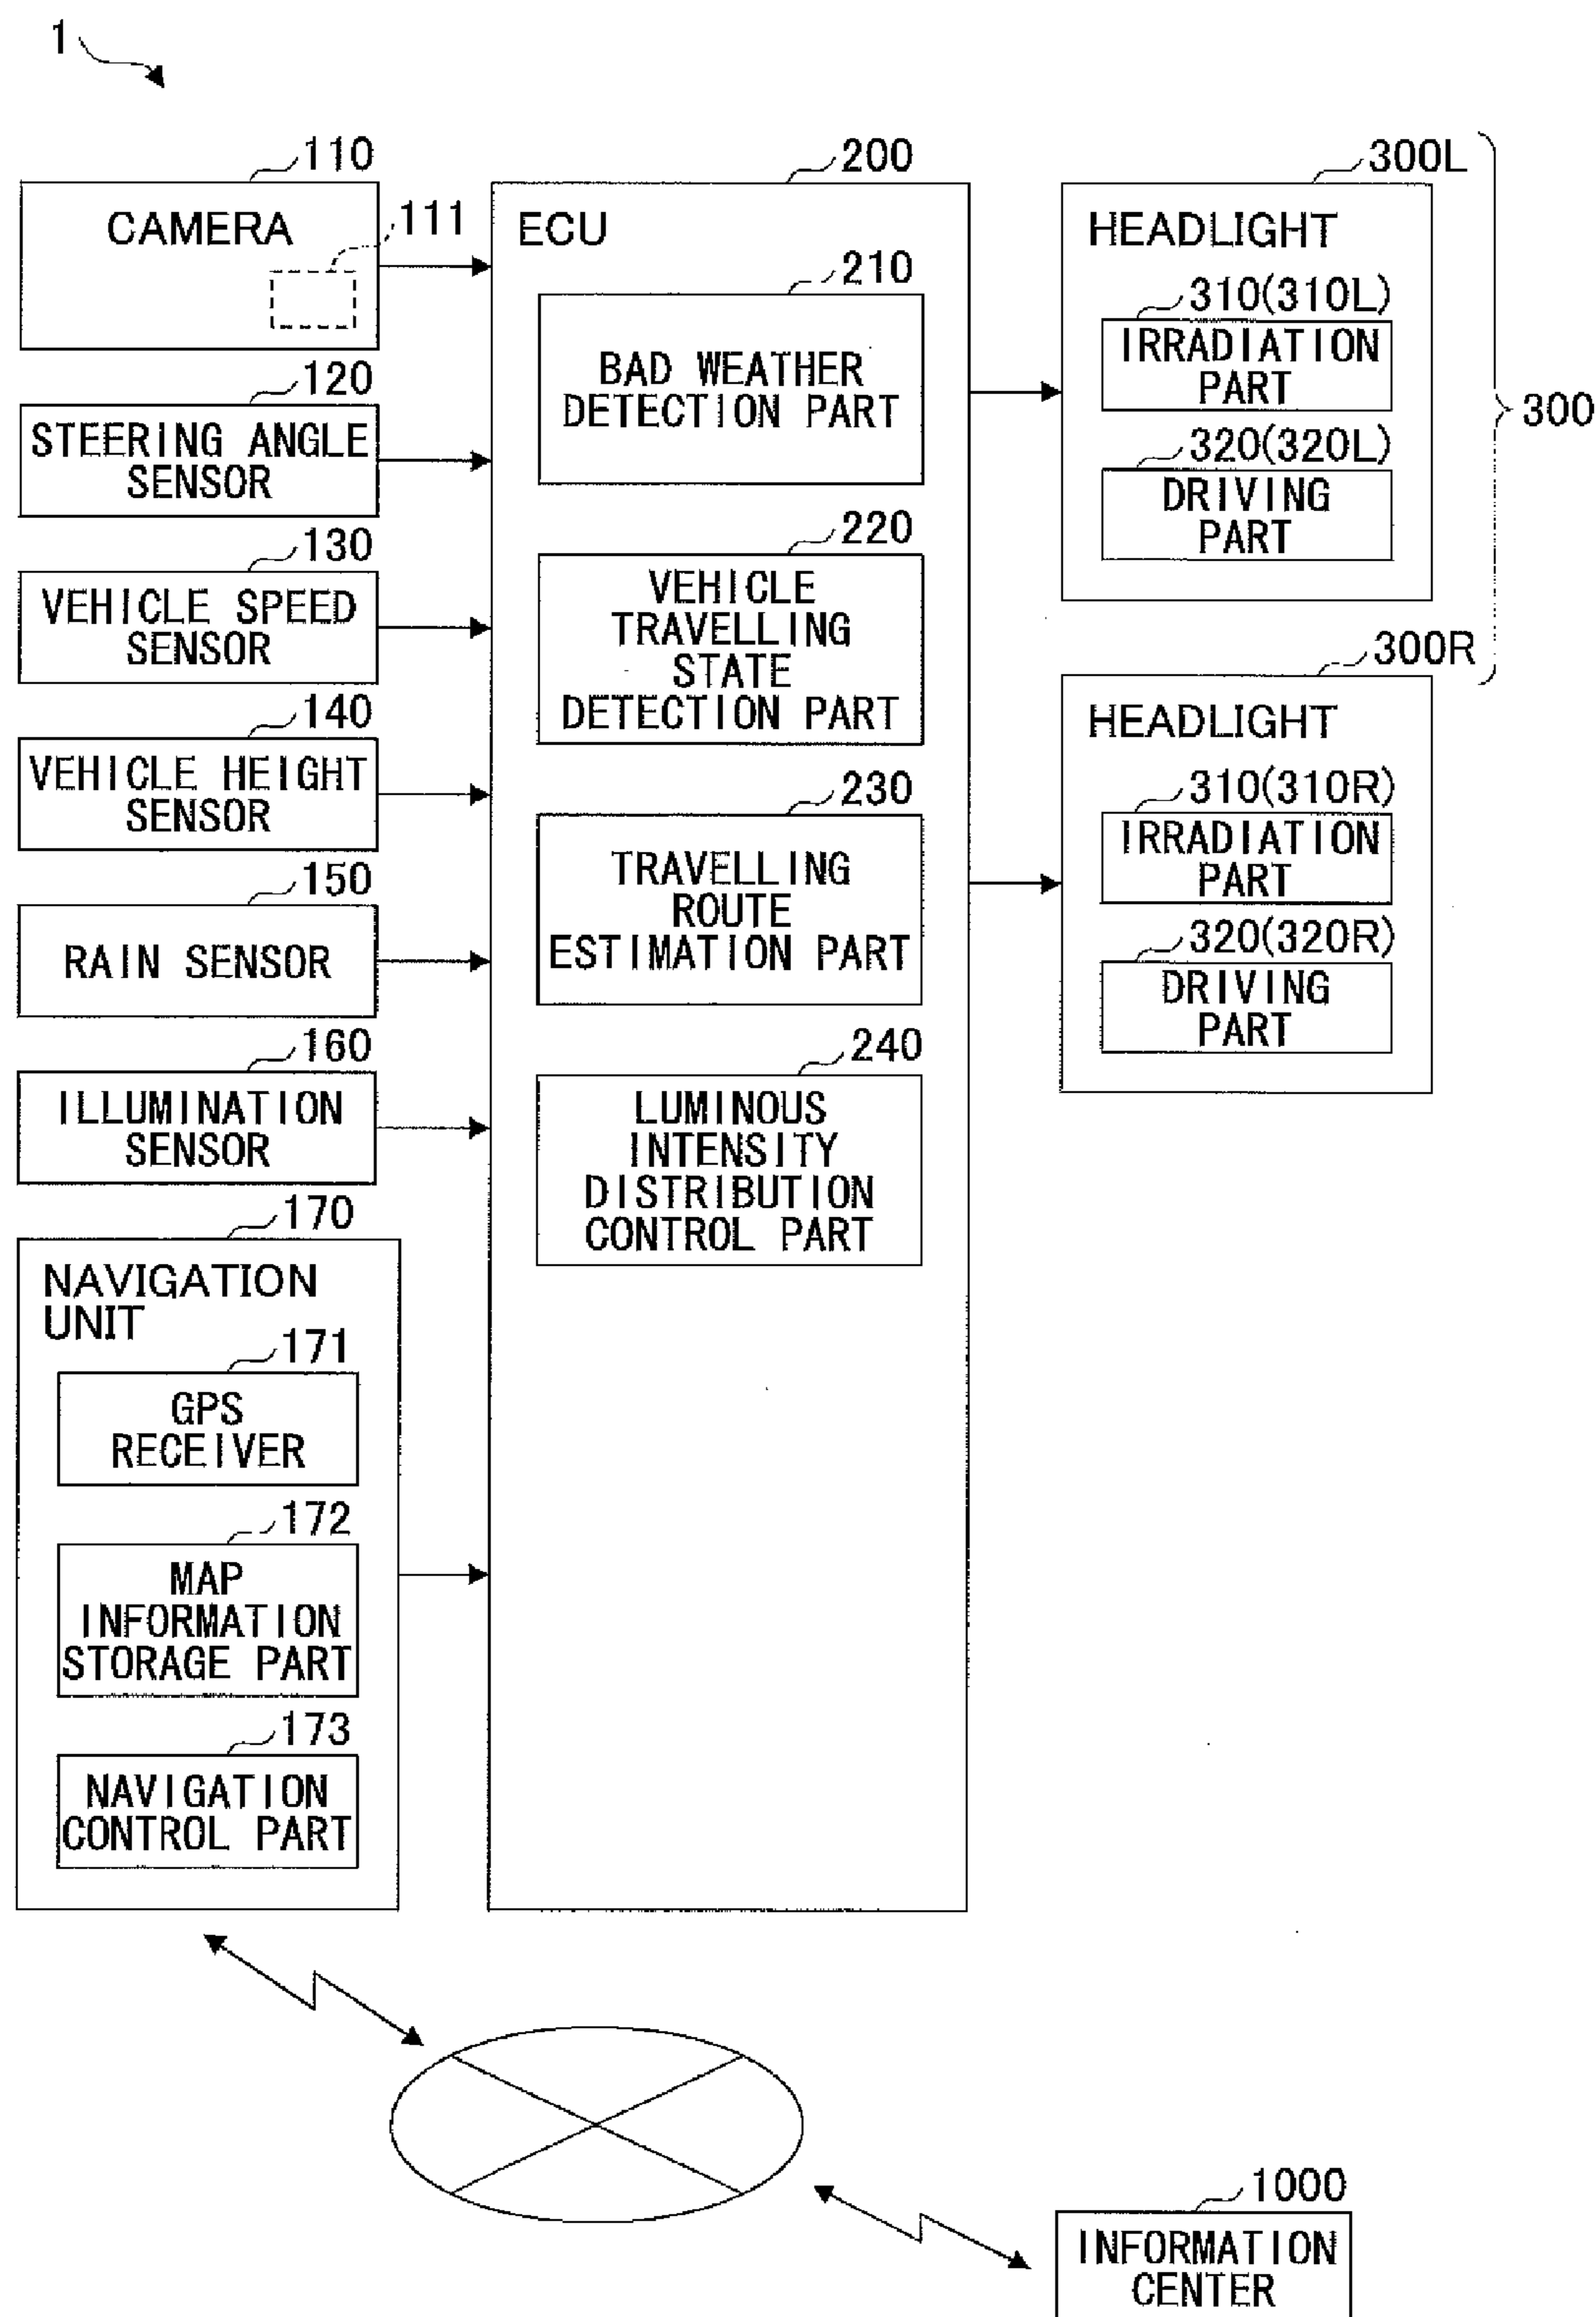 1
110
CAMERA
111
120
STEERING ANGLE
SENSOR
130
VEHICLE SPEED
SENSOR
140
VEHICLE HEIGHT
SENSOR
150
RAIN SENSOR
160
ILLUMINATION
SENSOR
170
NAVIGATION
UNIT
171
GPS
RECEIVER
172
MAP
INFORMATION
STORAGE PART
173
NAVIGATION
CONTROL PART
200
ECU
210
BAD WEATHER
DETECTION PART
220
VEHICLE
TRAVELLING
STATE
DETECTION PART
230
TRAVELLING
ROUTE
ESTIMATION PART
240
LUMINOUS
INTENSITY
DISTRIBUTION
CONTROL PART
300L
HEADLIGHT
310(310L)
IRRADIATION
PART
320(320L)
DRIVING
PART
300
300R
HEADLIGHT
310(310R)
IRRADIATION
PART
320(320R)
DRIVING
PART
1000
INFORMATION
CENTER